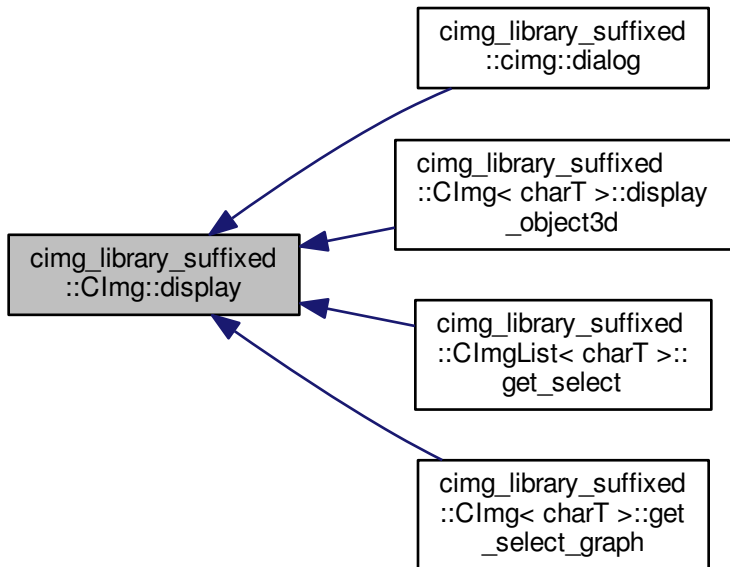 cimg_library_suffixed
::cimg::dialog
cimg_library_suffixed
::CImg< charT >::display
_object3d
cimg_library_suffixed
::CImg::display
cimg_library_suffixed
::CImgList< charT >::
get_select
cimg_library_suffixed
::CImg< charT >::get
_select_graph